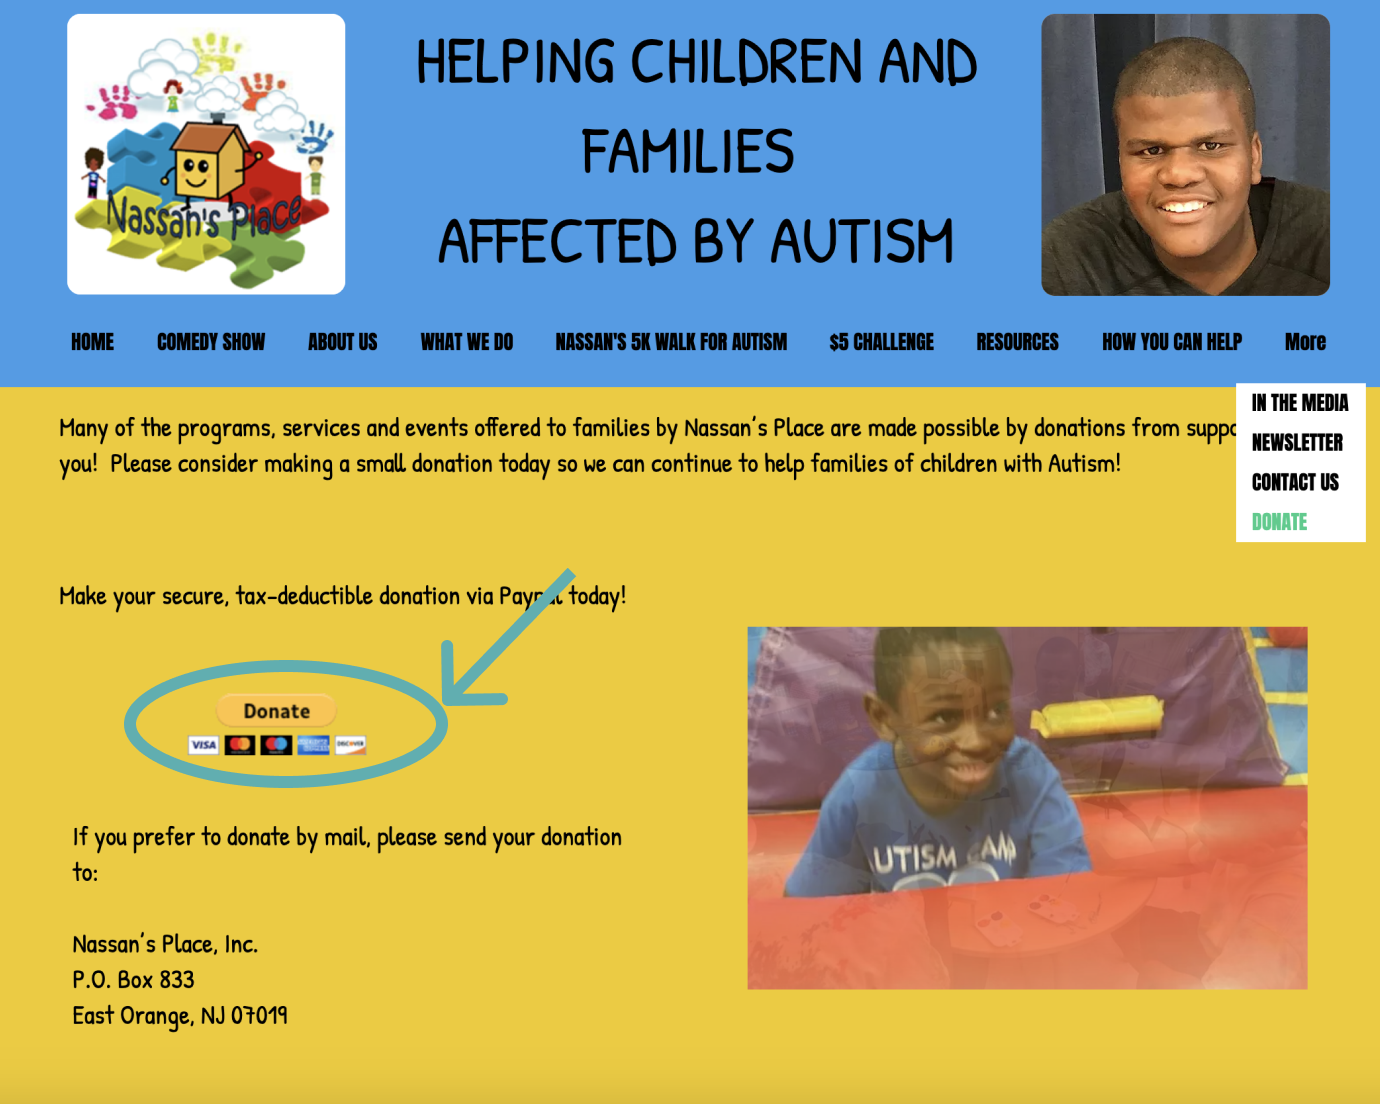 Nassan's Place
HELPING CHILDREN AND
FAMILIES
AFFECTED BY AUTISM
HOME COMEDY SHOW ABOUT US WHAT WE DO NASSAN'S 5K WALK FOR AUTISM $5 CHALLENGE RESOURCES HOW YOU CAN HELP More
IN THE MEDIA
NEWSLETTER
CONTACT US
DONATE
Many of the programs, services and events offered to families by Nassan's Place are made possible by donations from
you! Please consider making a small donation today so we can continue to help families of children with Autism!
Make your secure, tax-deductible donation via Paypal today!
Donate
VISA DISCOVER
If you prefer to donate by mail, please send your donation
to:
Nassan's Place, Inc.
P.O. Box 833
East Orange, NJ 07019
UTISM CAMP